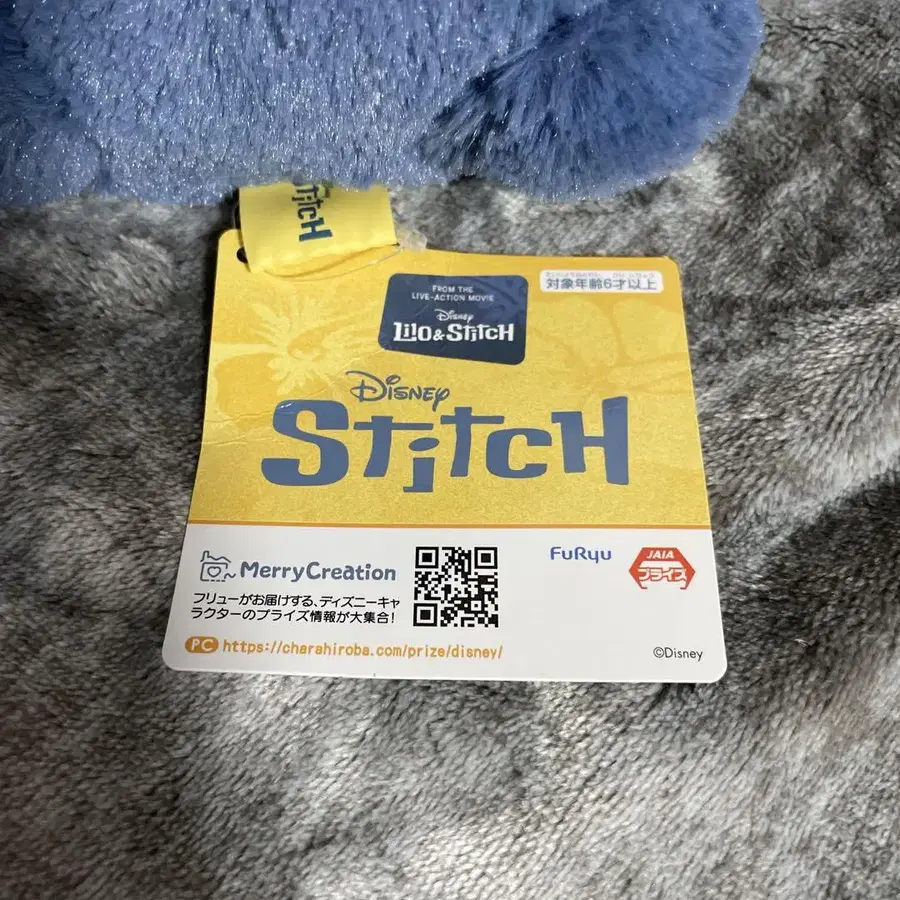 Stitch
FROM THE
LIVE-ACTION MOVIE
Disney
Lilo & Stitch
対象年齢6才以上
Disney
Stitch
MerryCreation
フリューがお届けする、ディズニーキャ
ラクターのプライズ情報が大集合!
PC https://charahiroba.com/prize/disney/
FuRyu
JAIA
プライズ
©Disney